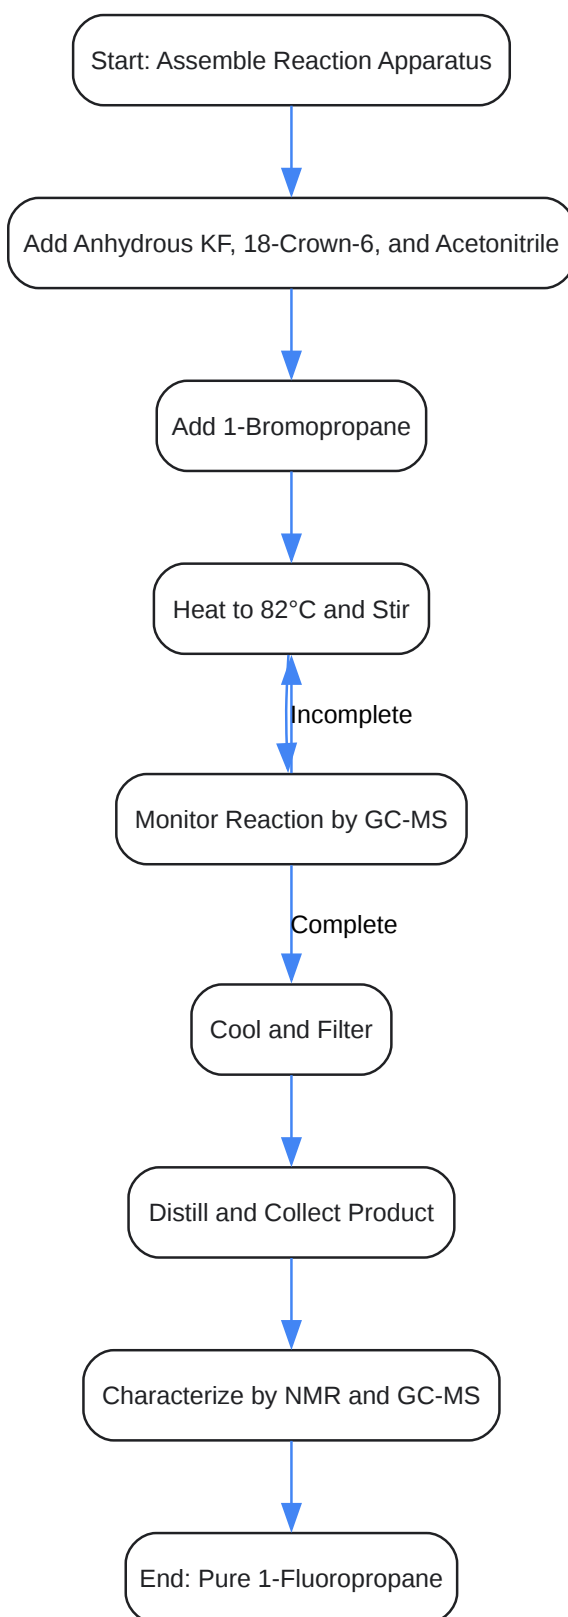 Start: Assemble Reaction Apparatus
Add Anhydrous KF, 18-Crown-6, and Acetonitrile
Add 1-Bromopropane
Heat to 82°C and Stir
Incomplete
Monitor Reaction by GC-MS
Complete
Cool and Filter
Distill and Collect Product
Characterize by NMR and GC-MS
End: Pure 1-Fluoropropane